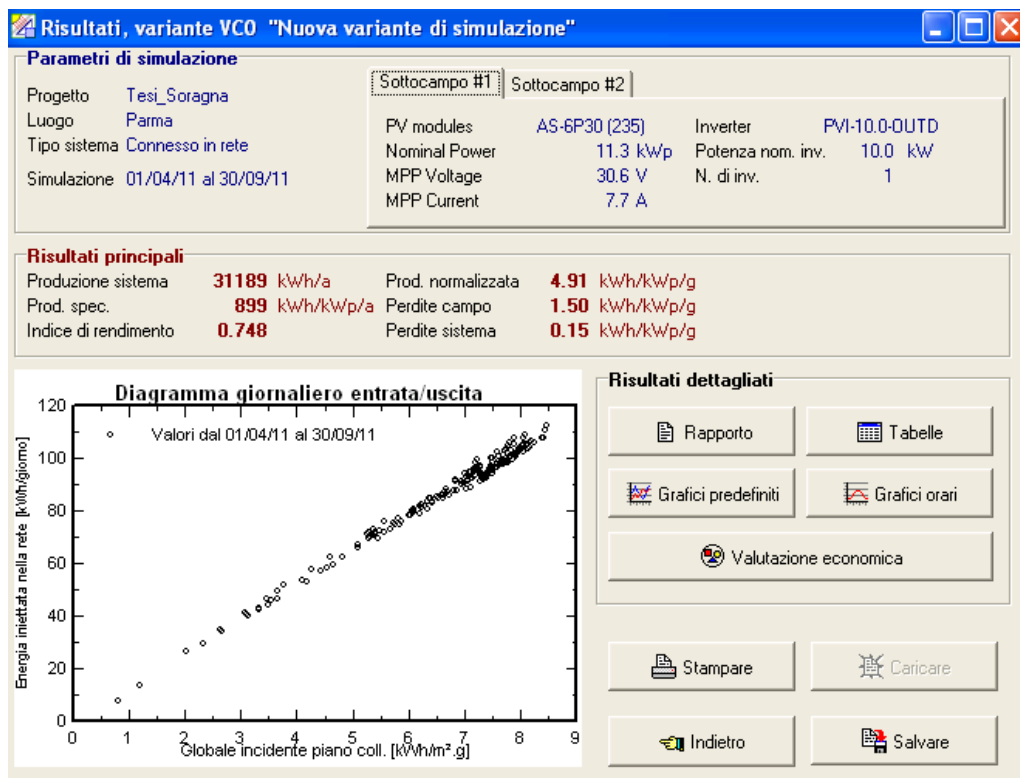 Risultati, variante VC0 "Nuova variante di simulazione"
Parametri di simulazione
Progetto Tesi_Soragna
Luogo Parma
Tipo sistema Connesso in rete
Simulazione 01/04/11 al 30/09/11
Sottocampo #1 Sottocampo #2
PV modules AS-6P30 (235) Inverter PVI-10.0-OUTD
Nominal Power 11.3 kWp Potenza nom. inv. 10.0 kW
MPP Voltage 30.6 V N. di inv. 1
MPP Current 7.7 A
Risultati principali
Produzione sistema 31189 kWh/a Prod. normalizzata 4.91 kWh/kWp/g
Prod. spec. 899 kWh/kWp/a Perdite campo 1.50 kWh/kWp/g
Indice di rendimento 0.748 Perdite sistema 0.15 kWh/kWp/g
Diagramma giornaliero entrata/uscita
Valori dal 01/04/11 al 30/09/11
Energia iniettata nella rete [kWh/giorno]
120
100
80
60
40
20
0
0 1 2 3 4 5 6 7 8 9
Globale incidente piano coll. [kWh/m².g]
Risultati dettagliati
Rapporto Tabelle
Grafici predefiniti Grafici orari
Valutazione economica
Stampare Caricare
Indietro Salvare